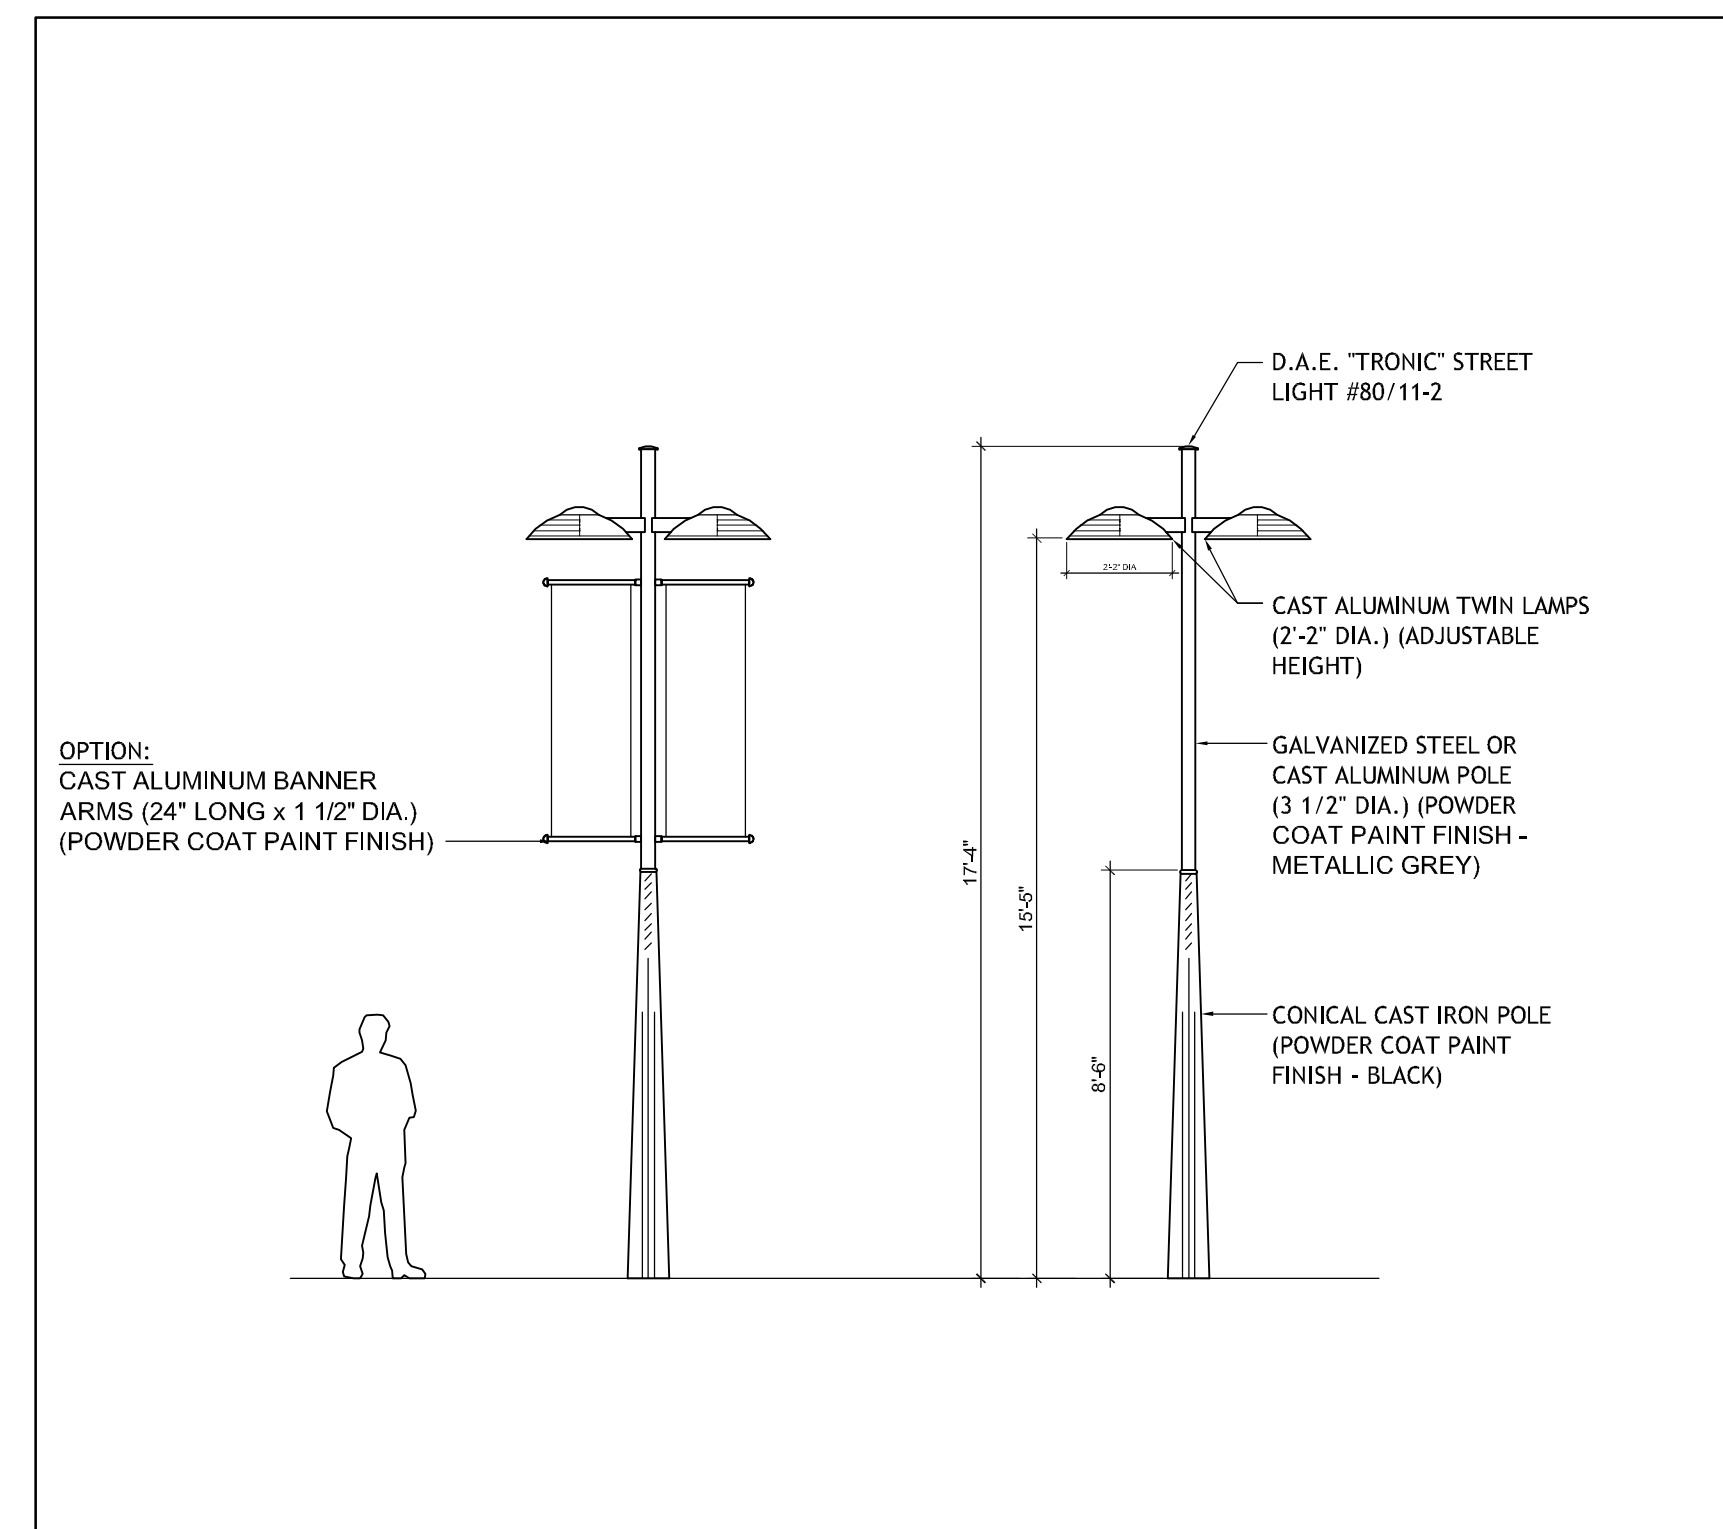 D.A.E. "TRONIC" STREET
LIGHT #80/11-2
2'-2" DIA
CAST ALUMINUM TWIN LAMPS
(2'-2" DIA.) (ADJUSTABLE
HEIGHT)
OPTION:
CAST ALUMINUM BANNER
ARMS (24" LONG x 1 1/2" DIA.)
(POWDER COAT PAINT FINISH)
GALVANIZED STEEL OR
CAST ALUMINUM POLE
(3 1/2" DIA.) (POWDER
COAT PAINT FINISH -
METALLIC GREY)
17'-4"
15'-5"
8'-6"
CONICAL CAST IRON POLE
(POWDER COAT PAINT
FINISH - BLACK)